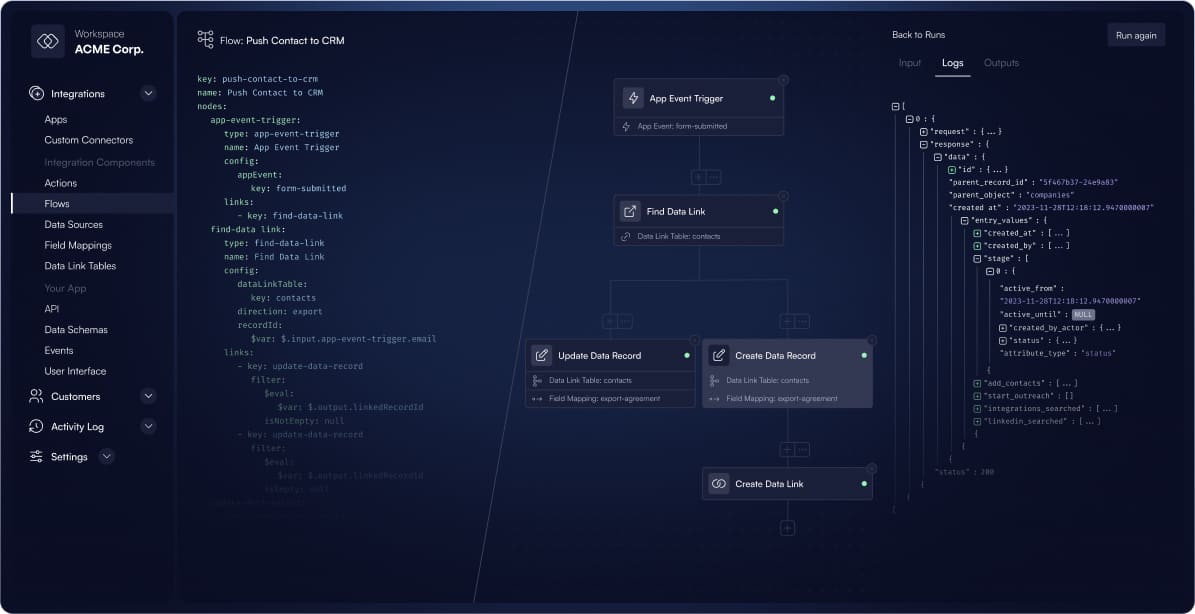 Workspace
ACME Corp.
Integrations
Apps
Custom Connectors
Integration Components
Actions
Flows
Data Sources
Field Mappings
Data Link Tables
Your App
API
Data Schemas
Events
User Interface
Customers
Activity Log
Settings
Flow: Push Contact to CRM
key: push-contact-to-crm
name: Push Contact to CRM
nodes:
app-event-trigger:
type: app-event-trigger
name: App Event Trigger
config:
appEvent:
key: form-submitted
links:
- key: find-data-link
find-data link:
type: find-data-link
name: Find Data Link
config:
dataLinkTable:
key: contacts
direction: export
recordId:
$var: $.input.app-event-trigger.email
links:
- key: update-data-record
filter:
$eval:
$var: $.output.linkedRecordId
isNotEmpty: null
- key: update-data-record
filter:
$eval:
$var: $.output.linkedRecordId
isEmpty: null
App Event Trigger
App Event: form-submitted
Find Data Link
Data Link Table: contacts
Update Data Record
Data Link Table: contacts
Field Mapping: export-agreement
Create Data Record
Data Link Table: contacts
Field Mapping: export-agreement
Create Data Link
Back to Runs
Run again
Input Logs Outputs
[
0 : {
"request" : {...}
"response" : {
"data" : {
"id" : {...}
"parent_record_id" : "5f467b37-24e9a83"
"parent_object" : "companies"
"created at" : "2023-11-28T12:18:12.9470000007"
"entry_values" : {
"created_at" : [...]
"created_by" : [...]
"stage" : [
0 : {
"active_from" :
"2023-11-28T12:18:12.9470000007"
"active_until" : NULL
"created_by_actor" : {...}
"status" : {...}
"attribute_type" : "status"
{
"add_contacts" : [...]
"start_outreach" : []
"integrations_searched" : [...]
"linkedin_searched" : [...]
{
{
{
"status" : 200
{
{
[